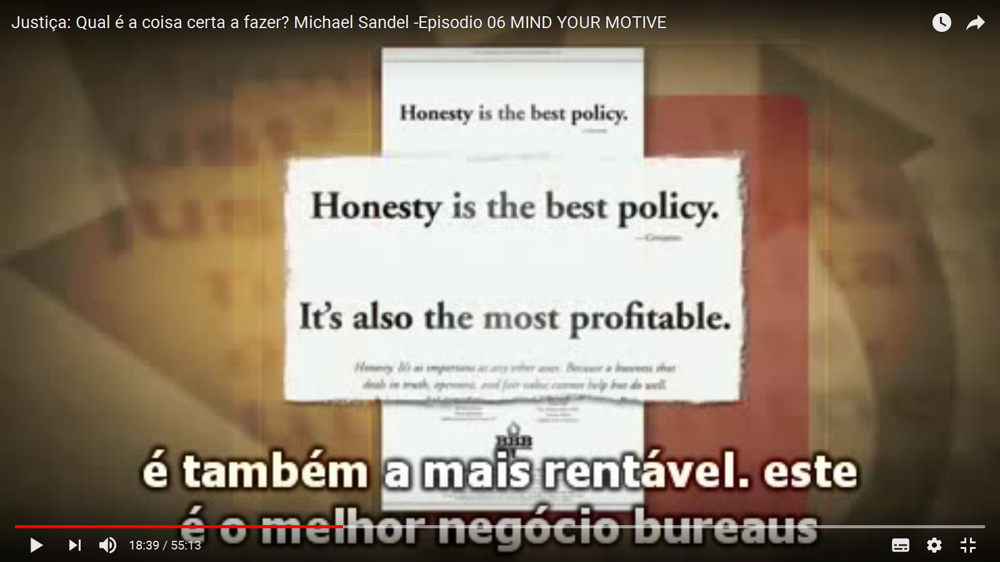 Justiça: Qual é a coisa certa a fazer? Michael Sandel -Episodio 06 MIND YOUR MOTIVE
Honesty is the best policy.
Honesty is the best policy.
It's also the most profitable.
Honesty. It's as important as any other asset. Because a business that
deals in truth, openness, and fair value cannot help but do well.
BBB
é também a mais rentável. este
é o melhor negócio bureaus
18:39 / 55:13